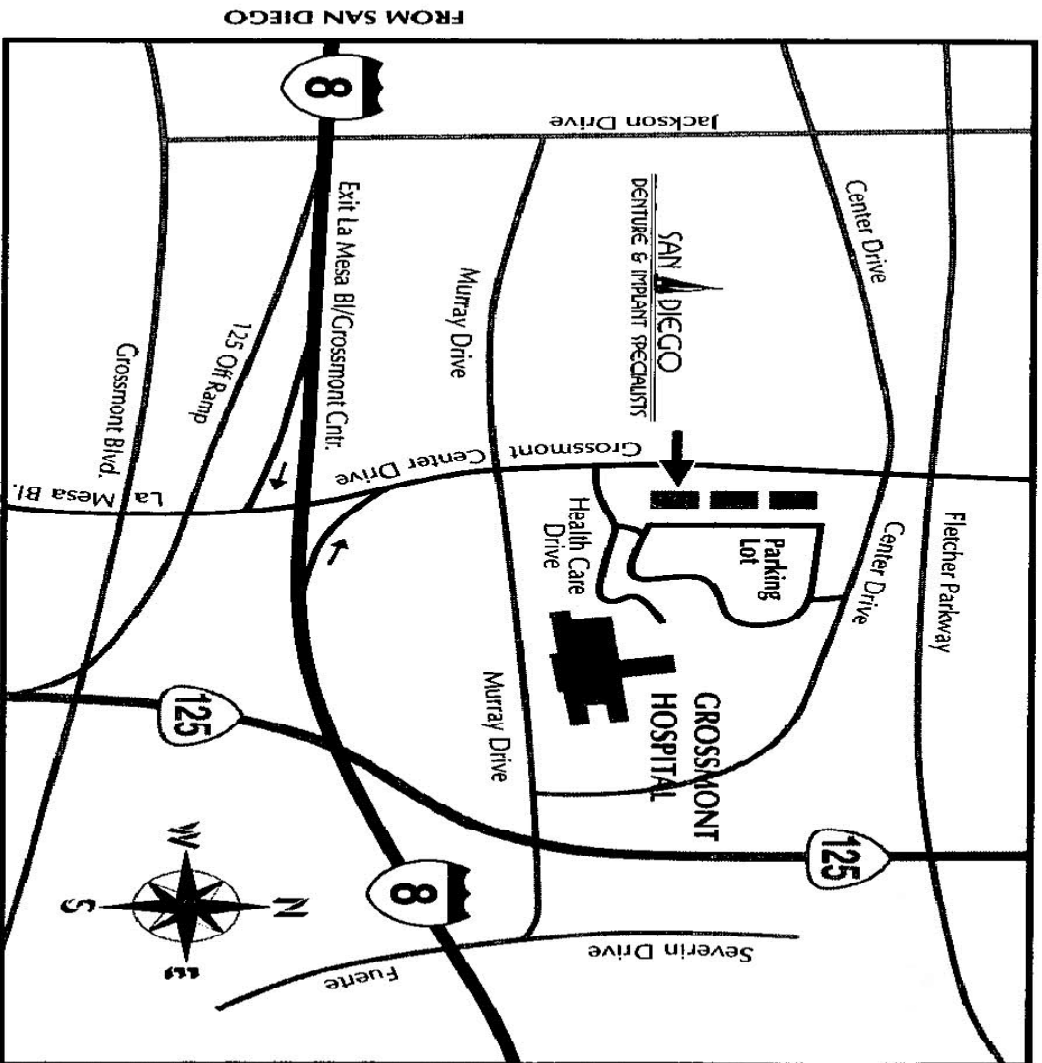 FROM SAN DIEGO
Fletcher Parkway
Center Drive
Center Drive
Jackson Drive
SAN DIEGO
DENTURE & IMPLANT SPECIALISTS
Parking
Lot
GROSSMONT
HOSPITAL
125
Severin Drive
Grossmont
Center Drive
Health Care
Drive
Murray Drive
Murray Drive
8
Exit La Mesa Bl/Grossmont Cntr.
8
Fuerte
125 Off Ramp
125
Grossmont Blvd.
La Mesa Bl.
N
W
E
S